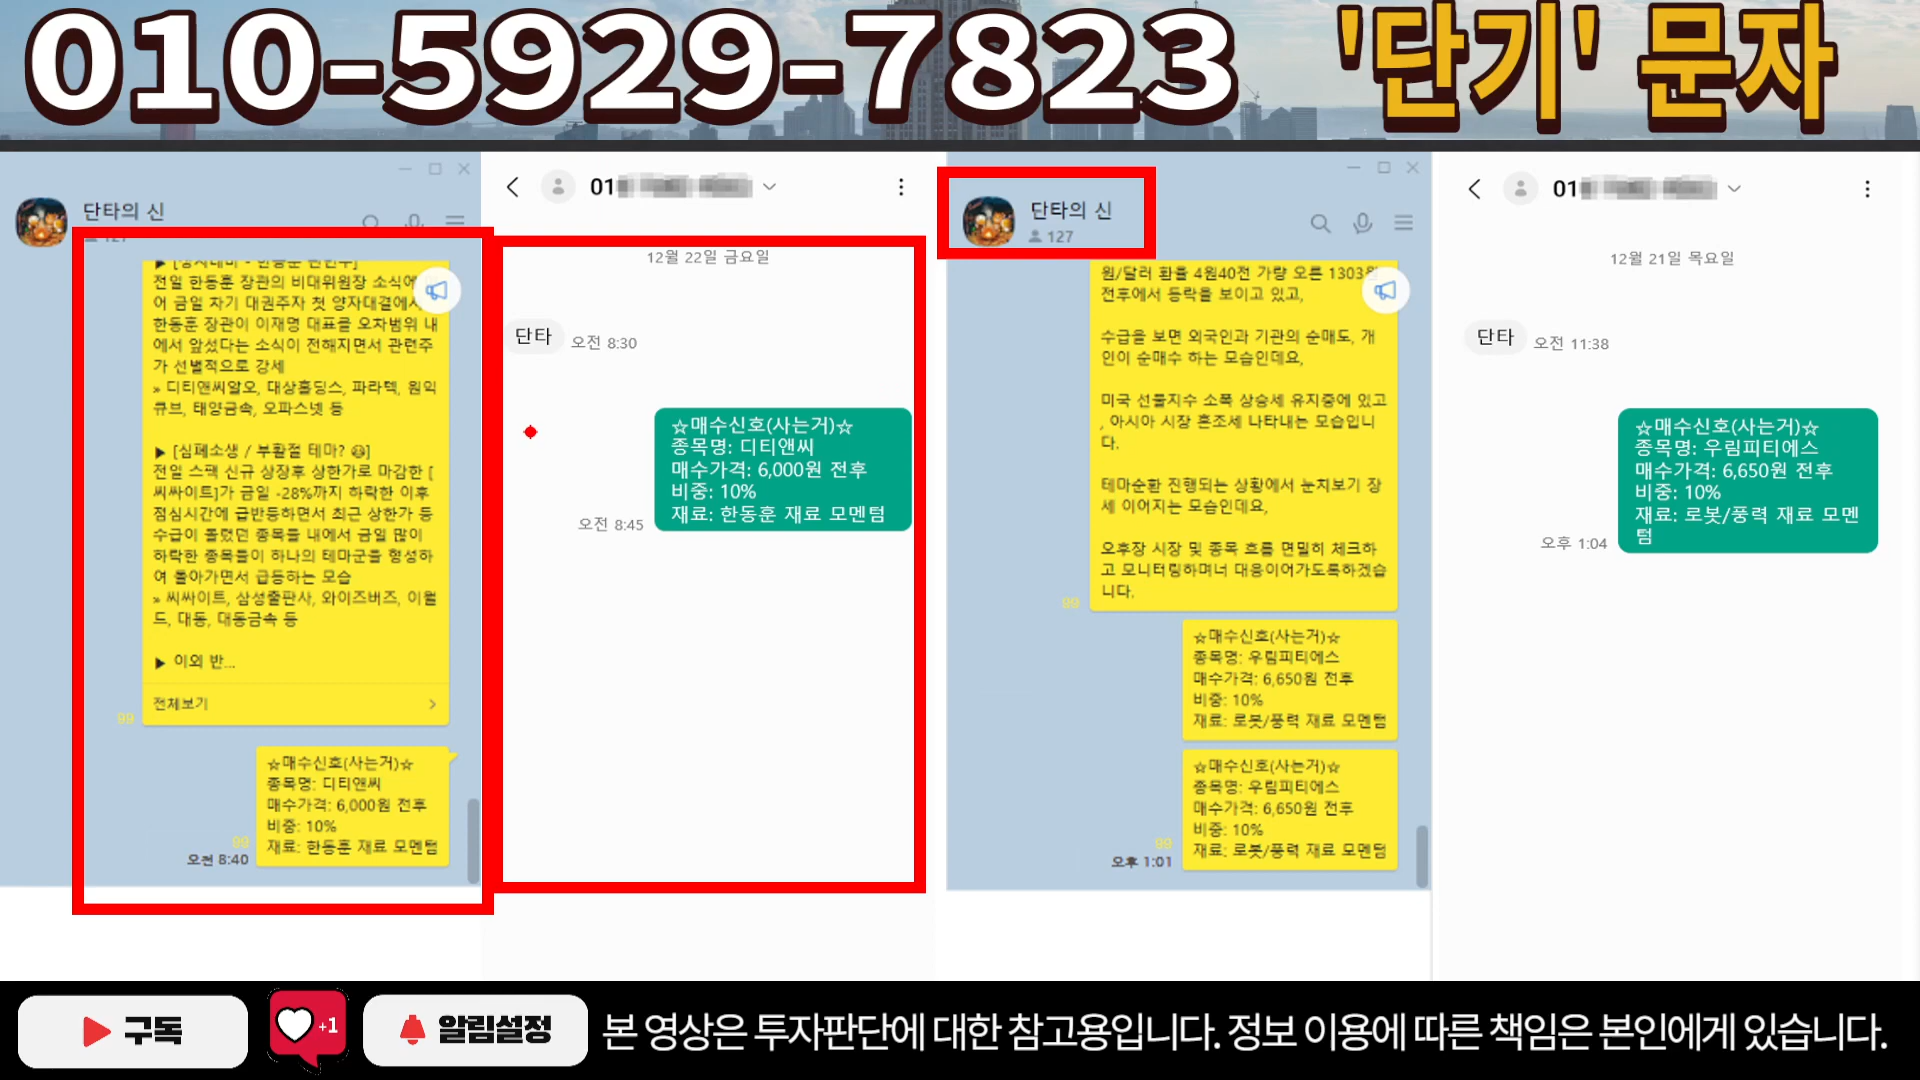 010-5929-7823 '단기' 문자
단타의 신
127
전일 한동훈 장관의 비대위원장 소식에
어 금일 차기 대권주자 첫 양자대결에서
한동훈 장관이 이재명 대표를 오차범위 내
에서 앞섰다는 소식이 전해지면서 관련주
가 선별적으로 강세
» 디티앤씨알오, 대상홀딩스, 파라텍, 원익
큐브, 태양금속, 오파스넷 등
▶ [심폐소생 / 부활절 테마? ]
전일 스팩 신규 상장후 상한가로 마감한 [
씨싸이트]가 금일 -28%까지 하락한 이후
점심시간에 급반등하면서 최근 상한가 등
수급이 몰렸던 종목들 내에서 금일 많이
하락한 종목들이 하나의 테마군을 형성하
여 돌아가면서 급등하는 모습
» 씨싸이트, 삼성출판사, 와이즈버즈, 이월
드, 대동, 대동금속 등
▶ 이외 반...
전체보기
99
☆매수신호(사는거)☆
종목명: 디티앤씨
매수가격: 6,000원 전후
비중: 10%
재료: 한동훈 재료 모멘텀
99
오전 8:40
01
12월 22일 금요일
단타
오전 8:30
☆매수신호(사는거)☆
종목명: 디티앤씨
매수가격: 6,000원 전후
비중: 10%
재료: 한동훈 재료 모멘텀
오전 8:45
단타의 신
127
원/달러 환율 4원40전 가량 오른 1303원
전후에서 등락을 보이고 있고,
수급을 보면 외국인과 기관의 순매도, 개
인이 순매수 하는 모습인데요,
미국 선물지수 소폭 상승세 유지중에 있고
, 아시아 시장 혼조세 나타내는 모습입니
다.
테마순환 진행되는 상황에서 눈치보기 장
세 이어지는 모습인데요,
오후장 시장 및 종목 흐름 면밀히 체크하
고 모니터링하며너 대응이어가도록하겠습
니다.
99
☆매수신호(사는거)☆
종목명: 우림피티에스
매수가격: 6,650원 전후
비중: 10%
재료: 로봇/풍력 재료 모멘텀
☆매수신호(사는거)☆
종목명: 우림피티에스
매수가격: 6,650원 전후
비중: 10%
재료: 로봇/풍력 재료 모멘텀
99
오후 1:01
01
12월 21일 목요일
단타
오전 11:38
☆매수신호(사는거)☆
종목명: 우림피티에스
매수가격: 6,650원 전후
비중: 10%
재료: 로봇/풍력 재료 모멘
텀
오후 1:04
구독
+1
알림설정
본 영상은 투자판단에 대한 참고용입니다. 정보 이용에 따른 책임은 본인에게 있습니다.